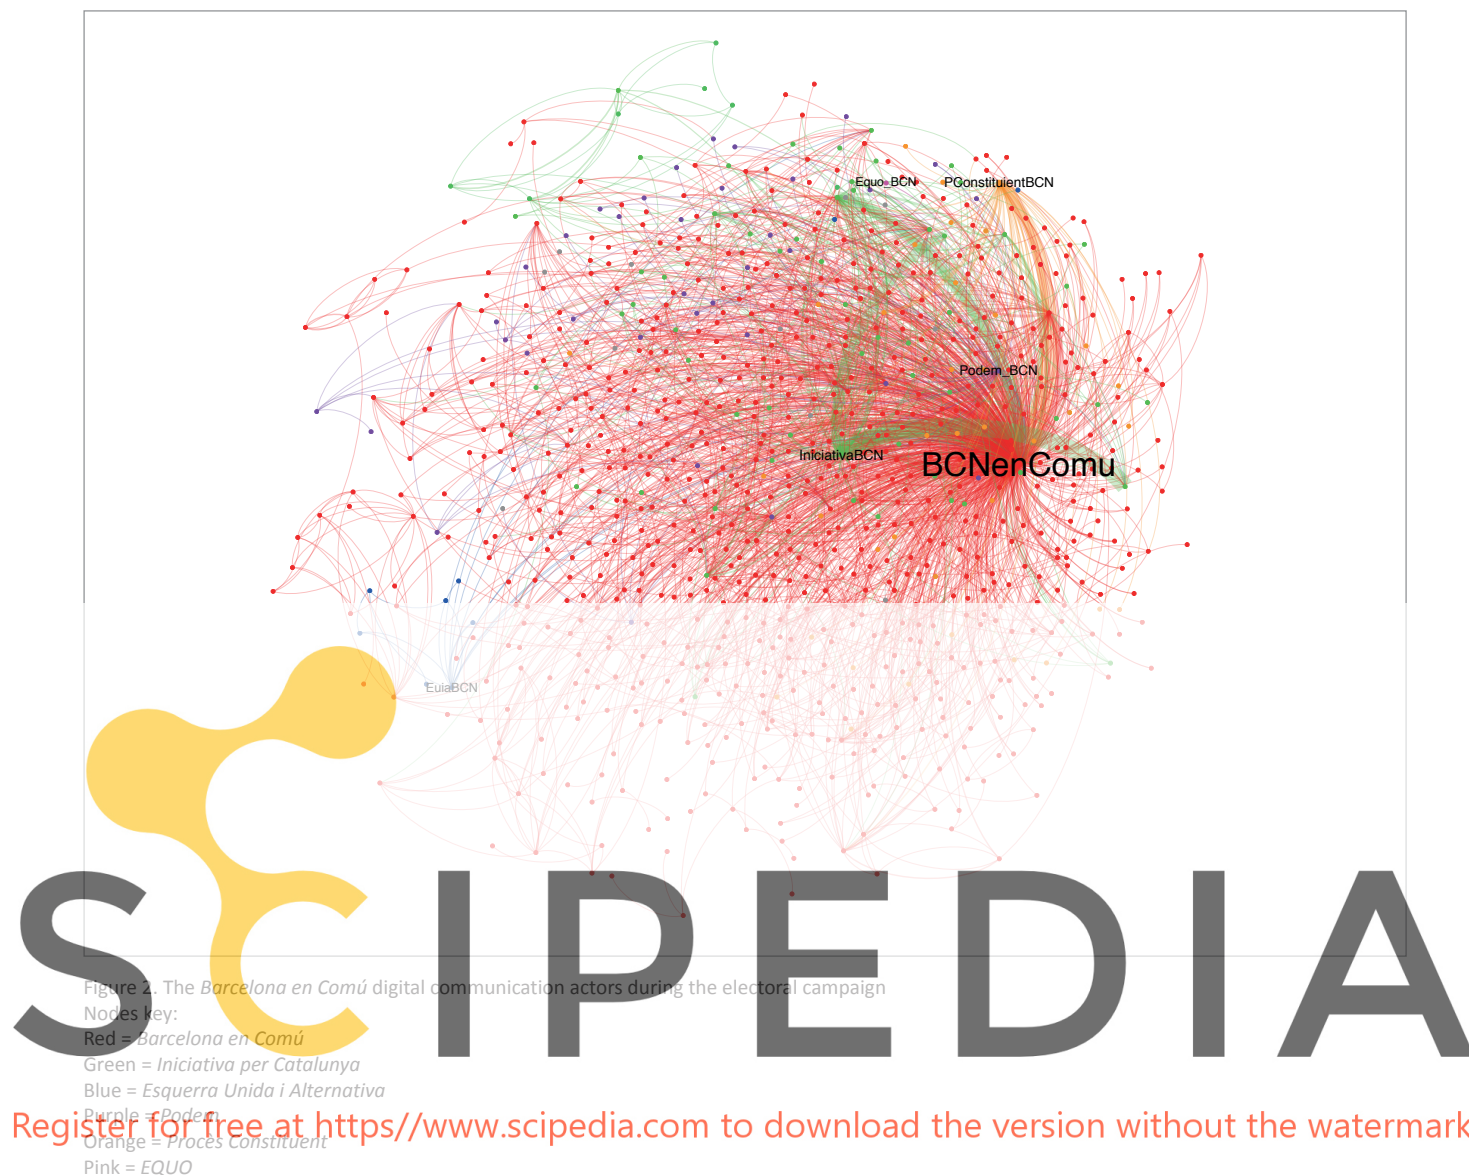 Equo_BCN
PConstituientBCN
Podem_BCN
IniciativaBCN
BCNenComu
EuiaBCN
SCIPEDIA
Figure 2. The Barcelona en Comú digital communication actors during the electoral campaign
Nodes key:
Red = Barcelona en Comú
Green = Iniciativa per Catalunya
Blue = Esquerra Unida i Alternativa
Purple = Podem
Register for free at https//www.scipedia.com to download the version without the watermark
Orange = Procés Constituent
Pink = EQUO